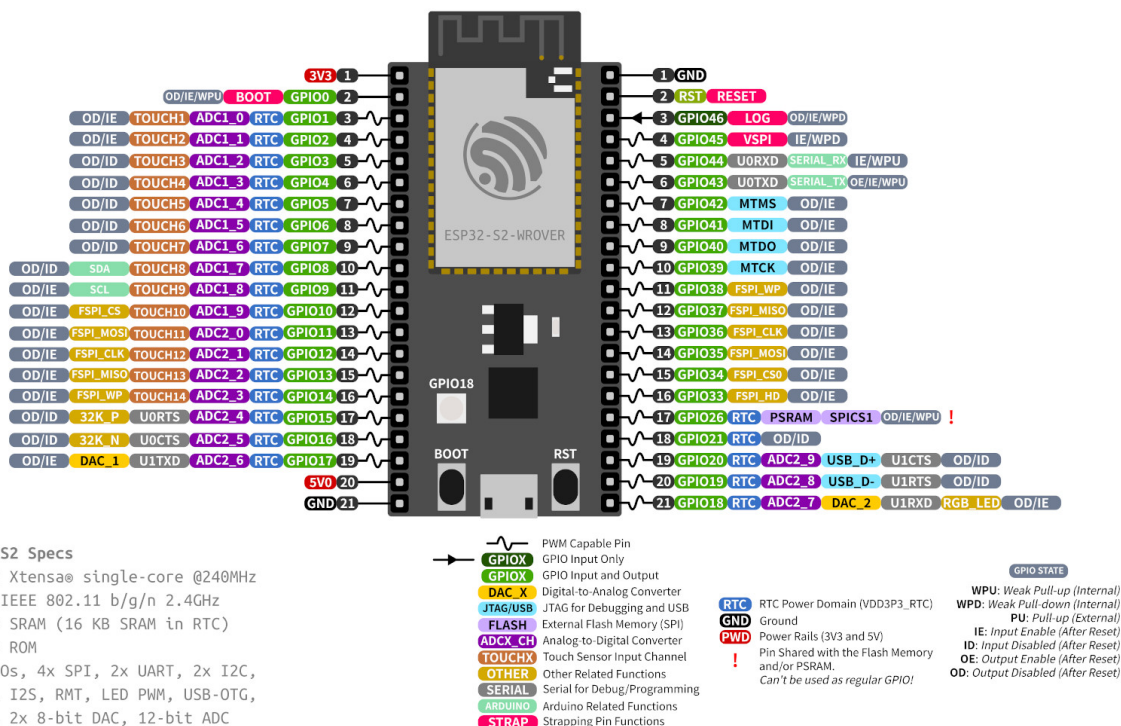 3V3 1
OD/IE/WPU BOOT GPIO0 2
OD/IE TOUCH1 ADC1_0 RTC GPIO1 3
OD/IE TOUCH2 ADC1_1 RTC GPIO2 4
OD/IE TOUCH3 ADC1_2 RTC GPIO3 5
OD/IE TOUCH4 ADC1_3 RTC GPIO4 6
OD/IE TOUCH5 ADC1_4 RTC GPIO5 7
OD/IE TOUCH6 ADC1_5 RTC GPIO6 8
OD/ID TOUCH7 ADC1_6 RTC GPIO7 9
OD/ID SDA TOUCH8 ADC1_7 RTC GPIO8 10
OD/IE SCL TOUCH9 ADC1_8 RTC GPIO9 11
OD/IE FSPI_CS TOUCH10 ADC1_9 RTC GPIO10 12
OD/IE FSPI_MOSI TOUCH11 ADC2_0 RTC GPIO11 13
OD/IE FSPI_CLK TOUCH12 ADC2_1 RTC GPIO12 14
OD/IE FSPI_MISO TOUCH13 ADC2_2 RTC GPIO13 15
OD/IE FSPI_WP TOUCH14 ADC2_3 RTC GPIO14 16
OD/ID 32K_P U0RTS ADC2_4 RTC GPIO15 17
OD/ID 32K_N U0CTS ADC2_5 RTC GPIO16 18
OD/IE DAC_1 U1TXD ADC2_6 RTC GPIO17 19
5V0 20
GND 21
ESP32-S2-WROVER
GPIO18
BOOT
RST
1 GND
2 RST RESET
3 GPIO46 LOG OD/IE/WPD
4 GPIO45 VSPI IE/WPD
5 GPIO44 U0RXD SERIAL_RX IE/WPU
6 GPIO43 U0TXD SERIAL_TX OE/IE/WPU
7 GPIO42 MTMS OD/IE
8 GPIO41 MTDI OD/IE
9 GPIO40 MTDO OD/IE
10 GPIO39 MTCK OD/IE
11 GPIO38 FSPI_WP OD/IE
12 GPIO37 FSPI_MISO OD/IE
13 GPIO36 FSPI_CLK OD/IE
14 GPIO35 FSPI_MOSI OD/IE
15 GPIO34 FSPI_CS0 OD/IE
16 GPIO33 FSPI_HD OD/IE
17 GPIO26 RTC PSRAM SPICS1 OD/IE/WPU !
18 GPIO21 RTC OD/ID
19 GPIO20 RTC ADC2_9 USB_D+ U1CTS OD/ID
20 GPIO19 RTC ADC2_8 USB_D- U1RTS OD/ID
21 GPIO18 RTC ADC2_7 DAC_2 U1RXD RGB_LED OD/IE
S2 Specs
Xtensa® single-core @240MHz
IEEE 802.11 b/g/n 2.4GHz
SRAM (16 KB SRAM in RTC)
ROM
Os, 4x SPI, 2x UART, 2x I2C,
I2S, RMT, LED PWM, USB-OTG,
2x 8-bit DAC, 12-bit ADC
PWM Capable Pin
GPIOX GPIO Input Only
GPIOX GPIO Input and Output
DAC_X Digital-to-Analog Converter
JTAG/USB JTAG for Debugging and USB
FLASH External Flash Memory (SPI)
ADCX_CH Analog-to-Digital Converter
TOUCHX Touch Sensor Input Channel
OTHER Other Related Functions
SERIAL Serial for Debug/Programming
ARDUINO Arduino Related Functions
STRAP Strapping Pin Functions
RTC RTC Power Domain (VDD3P3_RTC)
GND Ground
PWD Power Rails (3V3 and 5V)
! Pin Shared with the Flash Memory
and/or PSRAM.
Can't be used as regular GPIO!
GPIO STATE
WPU: Weak Pull-up (Internal)
WPD: Weak Pull-down (Internal)
PU: Pull-up (External)
IE: Input Enable (After Reset)
ID: Input Disabled (After Reset)
OE: Output Enable (After Reset)
OD: Output Disabled (After Reset)